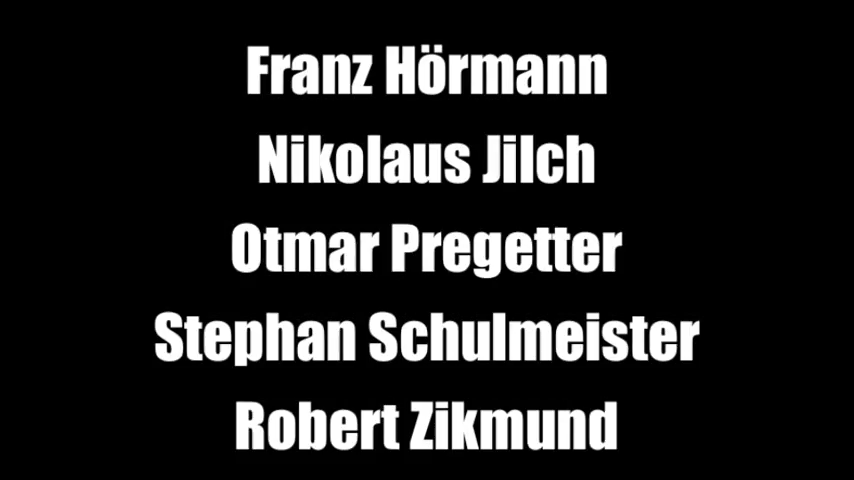 Franz Hörmann
Nikolaus Jilch
Otmar Pregetter
Stephan Schulmeister
Robert Zikmund